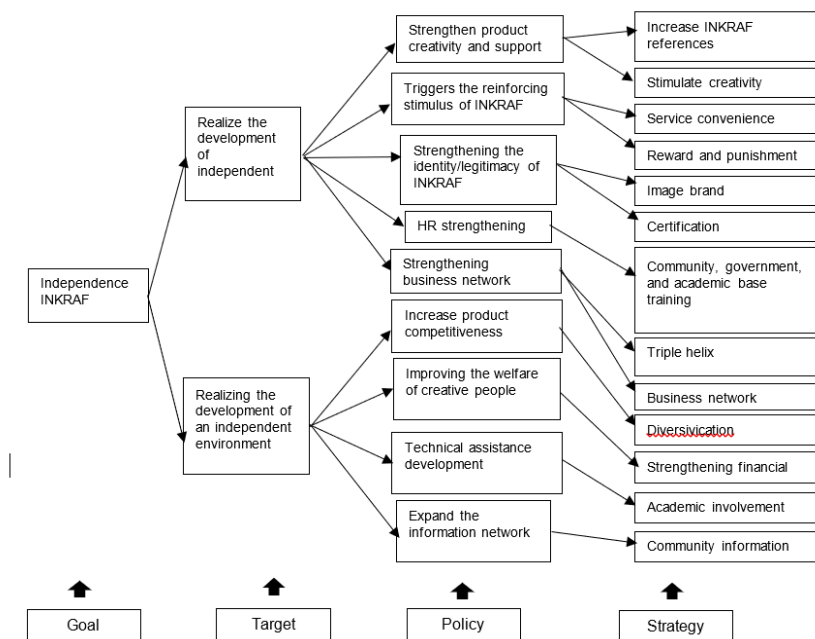 Independence
INKRAF
Realize the
development
of
independent
Realizing the
development of
an independent
environment
Strengthen product
creativity and support
Triggers the reinforcing
stimulus of INKRAF
Strengthening the
identity/legitimacy of
INKRAF
HR strengthening
Strengthening
business network
Increase product
competitiveness
Improving the welfare
of creative people
Technical assistance
development
Expand the
information network
Increase INKRAF
references
Stimulate creativity
Service convenience
Reward and punishment
Image brand
Certification
Community, government,
and academic base
training
Triple helix
Business network
Diversivication
Strengthening financial
Academic involvement
Community information
Goal
Target
Policy
Strategy